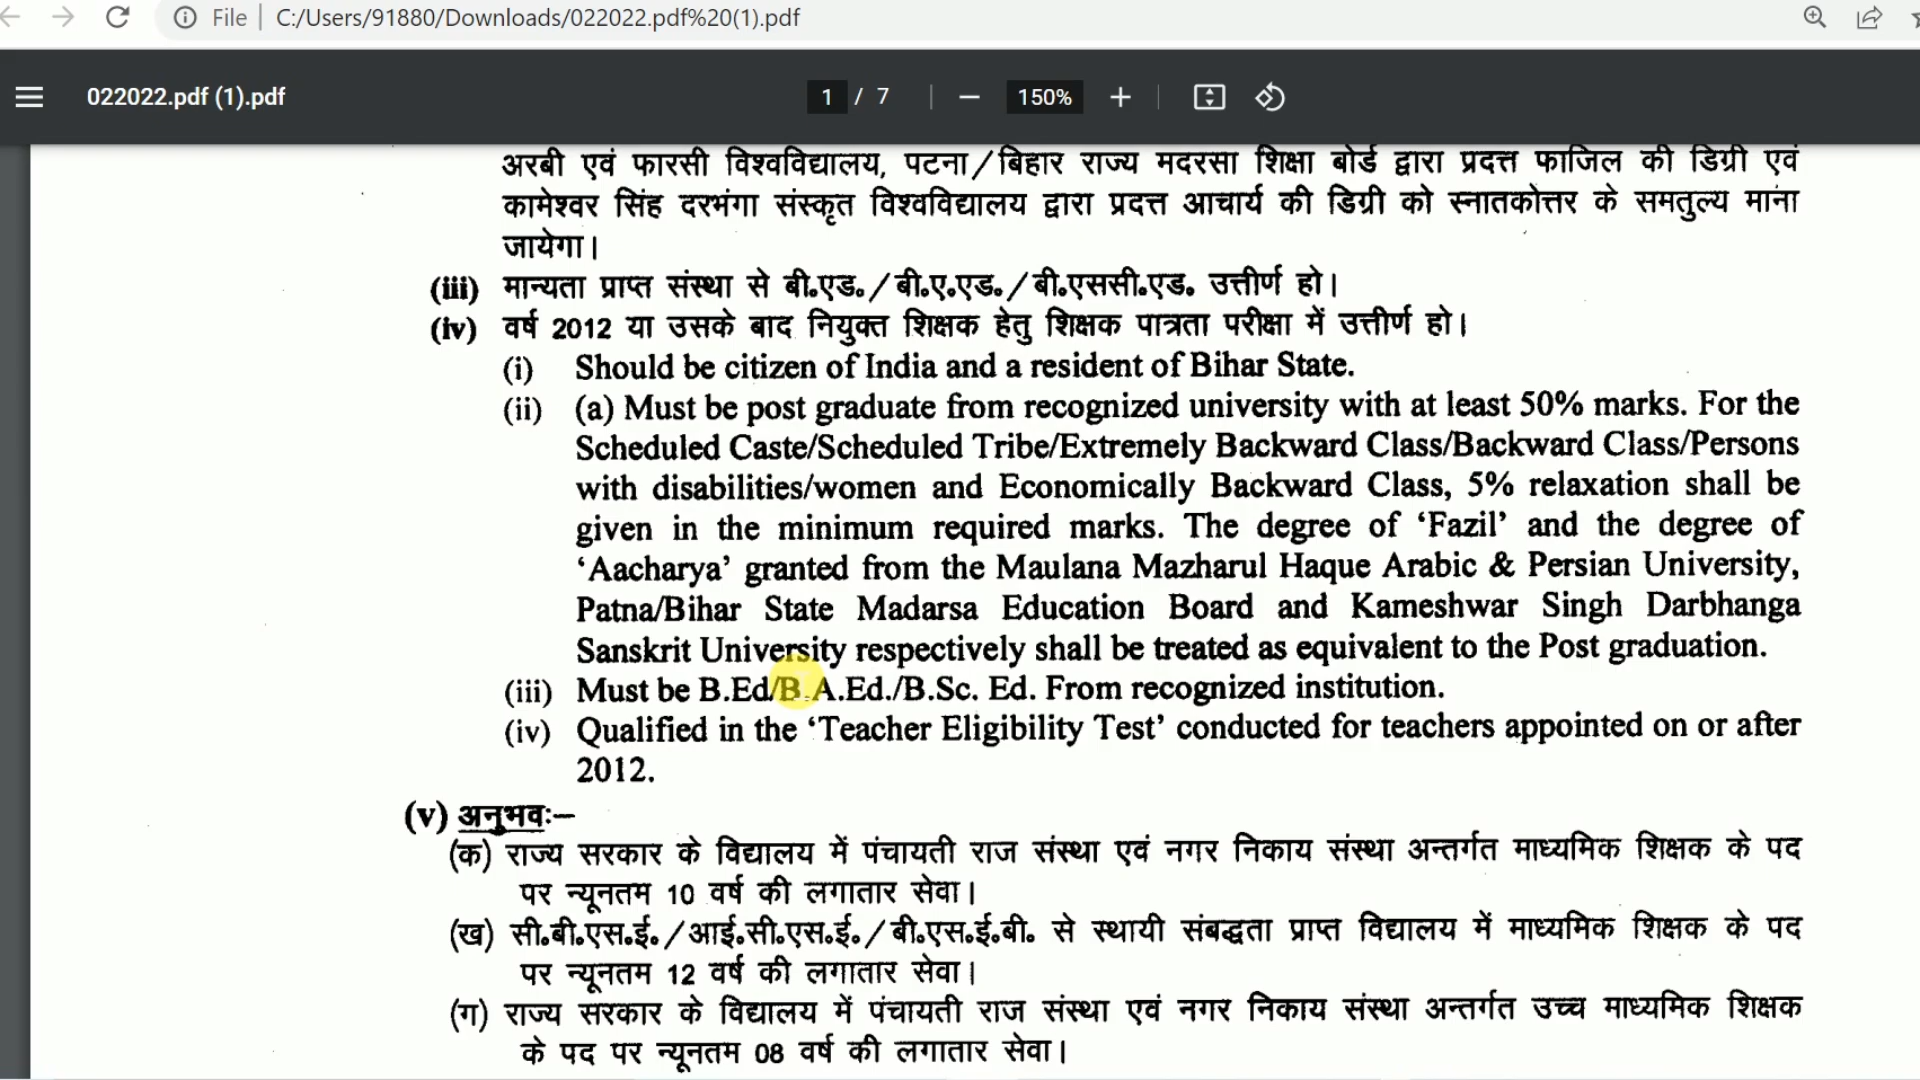 File | C:/Users/91880/Downloads/022022.pdf%20(1).pdf
022022.pdf (1).pdf
1 / 7
150%
अरबी एवं फारसी विश्वविद्यालय, पटना/बिहार राज्य मदरसा शिक्षा बोर्ड द्वारा प्रदत्त फाजिल की डिग्री एवं
कामेश्वर सिंह दरभंगा संस्कृत विश्वविद्यालय द्वारा प्रदत्त आचार्य की डिग्री को स्नातकोत्तर के समतुल्य माना
जायेगा।
(iii) मान्यता प्राप्त संस्था से बी.एड./बी.ए.एड./बी.एससी.एड. उत्तीर्ण हो।
(iv) वर्ष 2012 या उसके बाद नियुक्त शिक्षक हेतु शिक्षक पात्रता परीक्षा में उत्तीर्ण हो।
(i) Should be citizen of India and a resident of Bihar State.
(ii) (a) Must be post graduate from recognized university with at least 50% marks. For the
Scheduled Caste/Scheduled Tribe/Extremely Backward Class/Backward Class/Persons
with disabilities/women and Economically Backward Class, 5% relaxation shall be
given in the minimum required marks. The degree of ‘Fazil’ and the degree of
‘Aacharya’ granted from the Maulana Mazharul Haque Arabic & Persian University,
Patna/Bihar State Madarsa Education Board and Kameshwar Singh Darbhanga
Sanskrit University respectively shall be treated as equivalent to the Post graduation.
(iii) Must be B.Ed/B.A.Ed./B.Sc. Ed. From recognized institution.
(iv) Qualified in the ‘Teacher Eligibility Test’ conducted for teachers appointed on or after
2012.
(v) अनुभवः—
(क) राज्य सरकार के विद्यालय में पंचायती राज संस्था एवं नगर निकाय संस्था अन्तर्गत माध्यमिक शिक्षक के पद
पर न्यूनतम 10 वर्ष की लगातार सेवा।
(ख) सी.बी.एस.ई./आई.सी.एस.ई./बी.एस.ई.बी. से स्थायी संबद्धता प्राप्त विद्यालय में माध्यमिक शिक्षक के पद
पर न्यूनतम 12 वर्ष की लगातार सेवा।
(ग) राज्य सरकार के विद्यालय में पंचायती राज संस्था एवं नगर निकाय संस्था अन्तर्गत उच्च माध्यमिक शिक्षक
के पद पर न्यूनतम 08 वर्ष की लगातार सेवा।